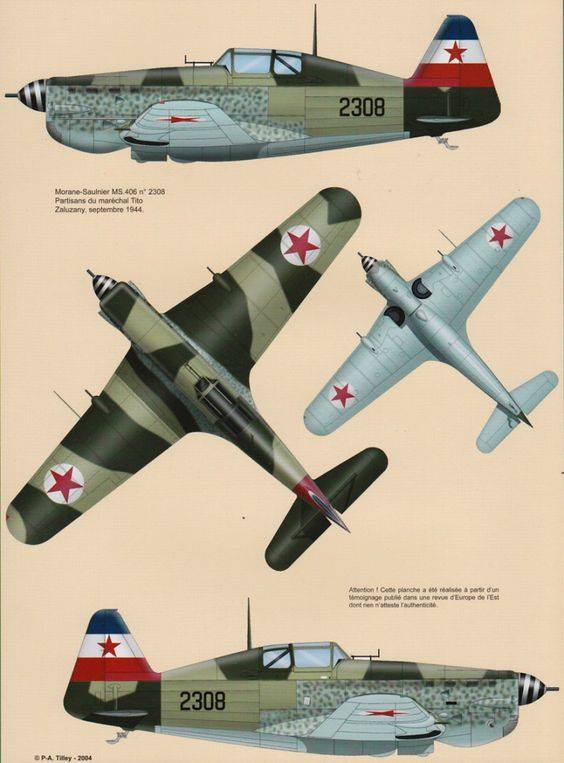 2308
Morane-Saulnier MS.406 n° 2308
Partisans du maréchal Tito
Zaluzany, septembre 1944.
Attention ! Cette planche a été réalisée à partir d'un
témoignage publié dans une revue d'Europe de l'Est
dont rien n'atteste l'authenticité.
2308
© P-A. Tilley - 2004